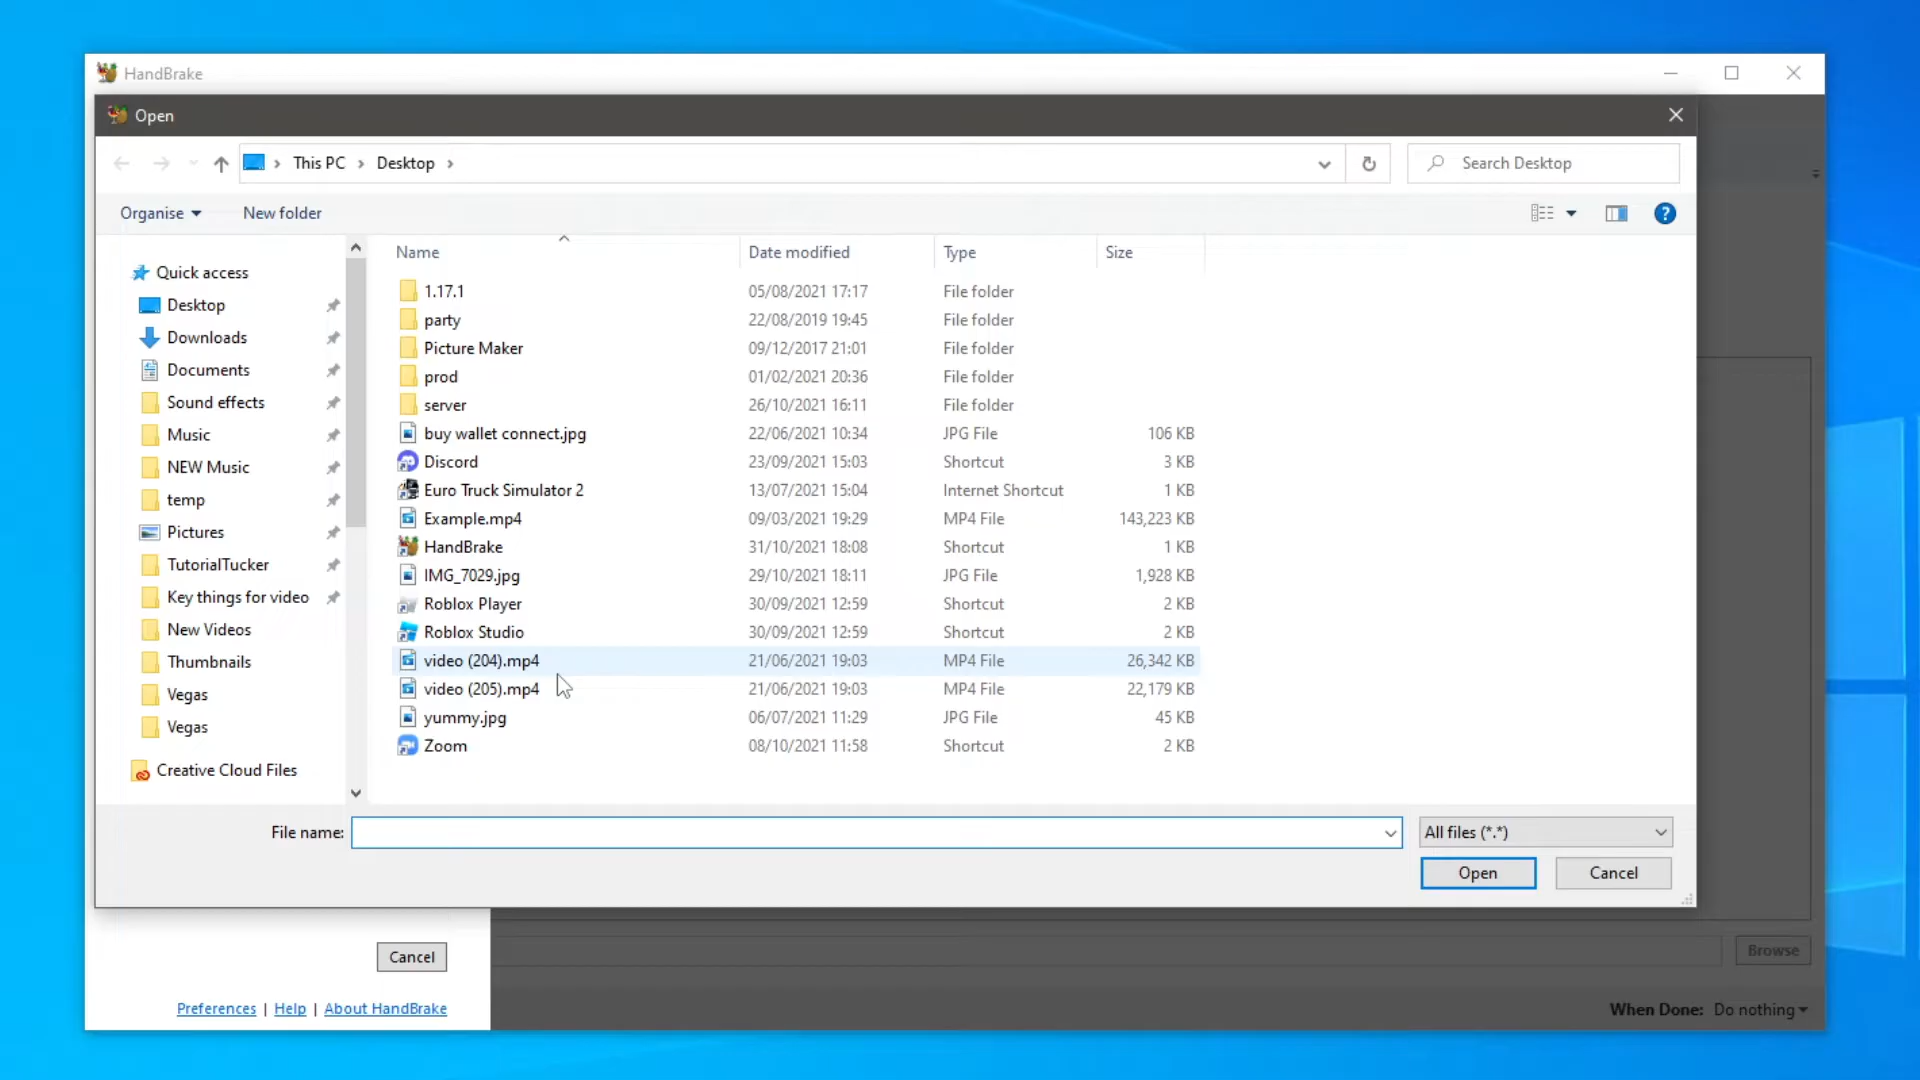 HandBrake
Open
This PC › Desktop ›
Search Desktop
Organise
New folder
Name Date modified Type Size
Quick access
Desktop
Downloads
Documents
Sound effects
Music
NEW Music
temp
Pictures
TutorialTucker
Key things for video
New Videos
Thumbnails
Vegas
Vegas
Creative Cloud Files
1.17.1 05/08/2021 17:17 File folder
party 22/08/2019 19:45 File folder
Picture Maker 09/12/2017 21:01 File folder
prod 01/02/2021 20:36 File folder
server 26/10/2021 16:11 File folder
buy wallet connect.jpg 22/06/2021 10:34 JPG File 106 KB
Discord 23/09/2021 15:03 Shortcut 3 KB
Euro Truck Simulator 2 13/07/2021 15:04 Internet Shortcut 1 KB
Example.mp4 09/03/2021 19:29 MP4 File 143,223 KB
HandBrake 31/10/2021 18:08 Shortcut 1 KB
IMG_7029.jpg 29/10/2021 18:11 JPG File 1,928 KB
Roblox Player 30/09/2021 12:59 Shortcut 2 KB
Roblox Studio 30/09/2021 12:59 Shortcut 2 KB
video (204).mp4 21/06/2021 19:03 MP4 File 26,342 KB
video (205).mp4 21/06/2021 19:03 MP4 File 22,179 KB
yummy.jpg 06/07/2021 11:29 JPG File 45 KB
Zoom 08/10/2021 11:58 Shortcut 2 KB
File name:
All files (*.*)
Open
Cancel
Cancel
Browse
Preferences | Help | About HandBrake
When Done: Do nothing